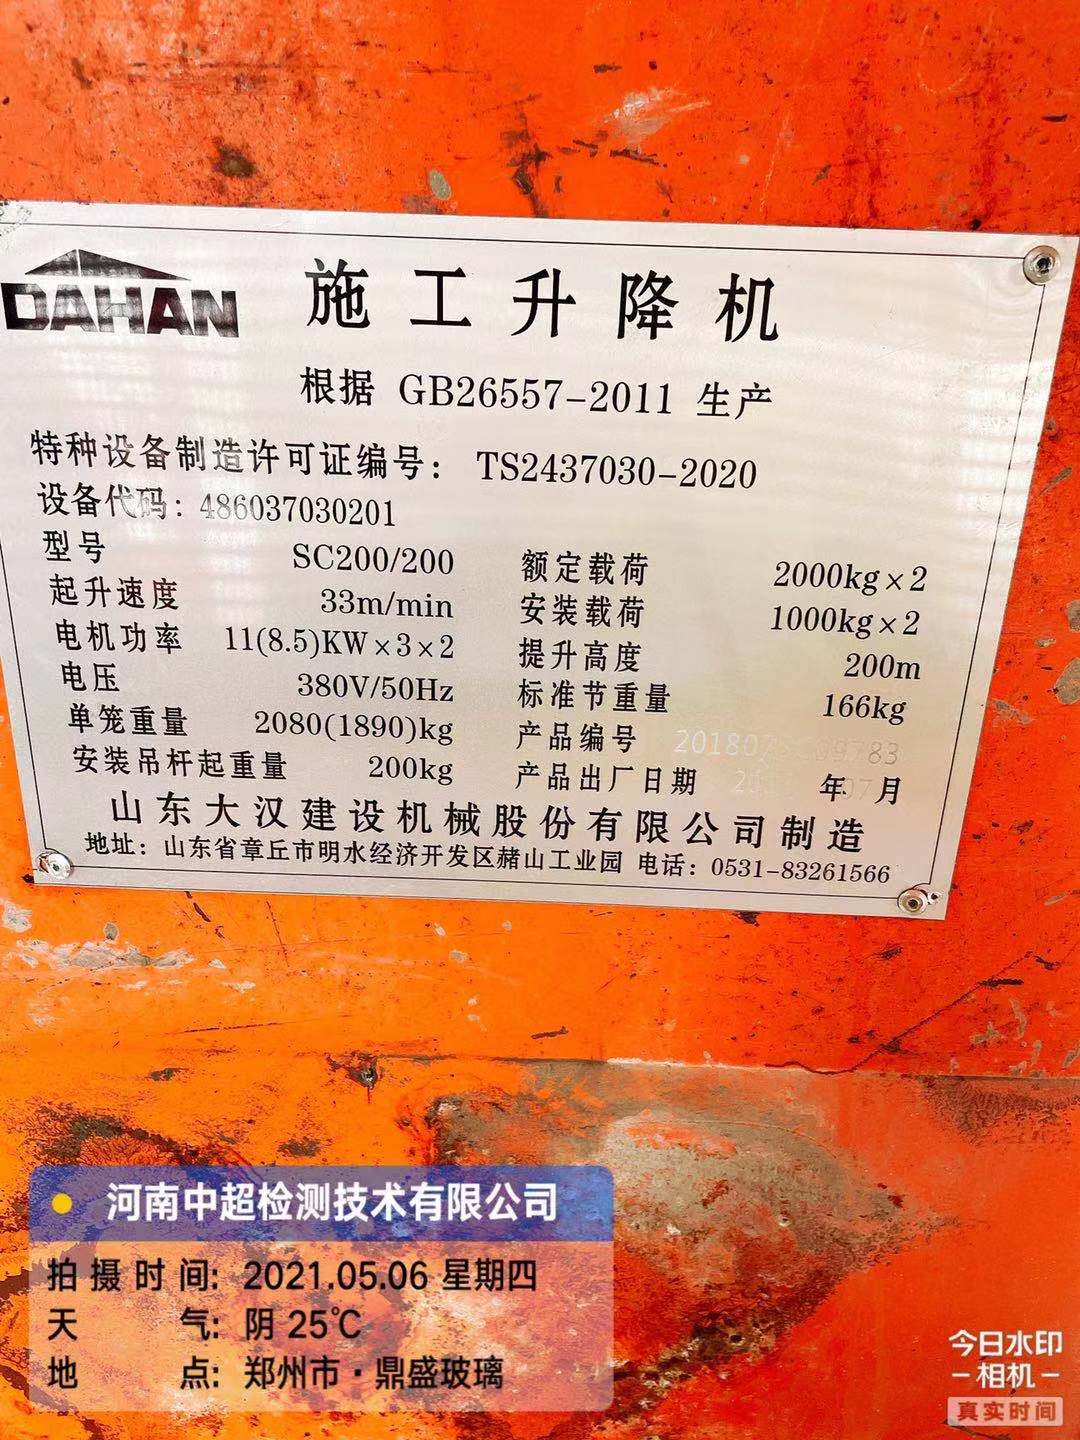 DAHAN 施工升降机
根据 GB26557-2011 生产
特种设备制造许可证编号: TS2437030-2020
设备代码: 486037030201
型号 SC200/200 额定载荷 2000kg×2
起升速度 33m/min 安装载荷 1000kg×2
电机功率 11(8.5)KW×3×2 提升高度 200m
电压 380V/50Hz 标准节重量 166kg
单笼重量 2080(1890)kg 产品编号
安装吊杆起重量 200kg 产品出厂日期 年 月
山东大汉建设机械股份有限公司制造
地址: 山东省章丘市明水经济开发区赭山工业园 电话: 0531-83261566
河南中超检测技术有限公司
拍摄时间: 2021.05.06 星期四
天气: 阴 25℃
地点: 郑州市·鼎盛玻璃
今日水印
相机
真实时间